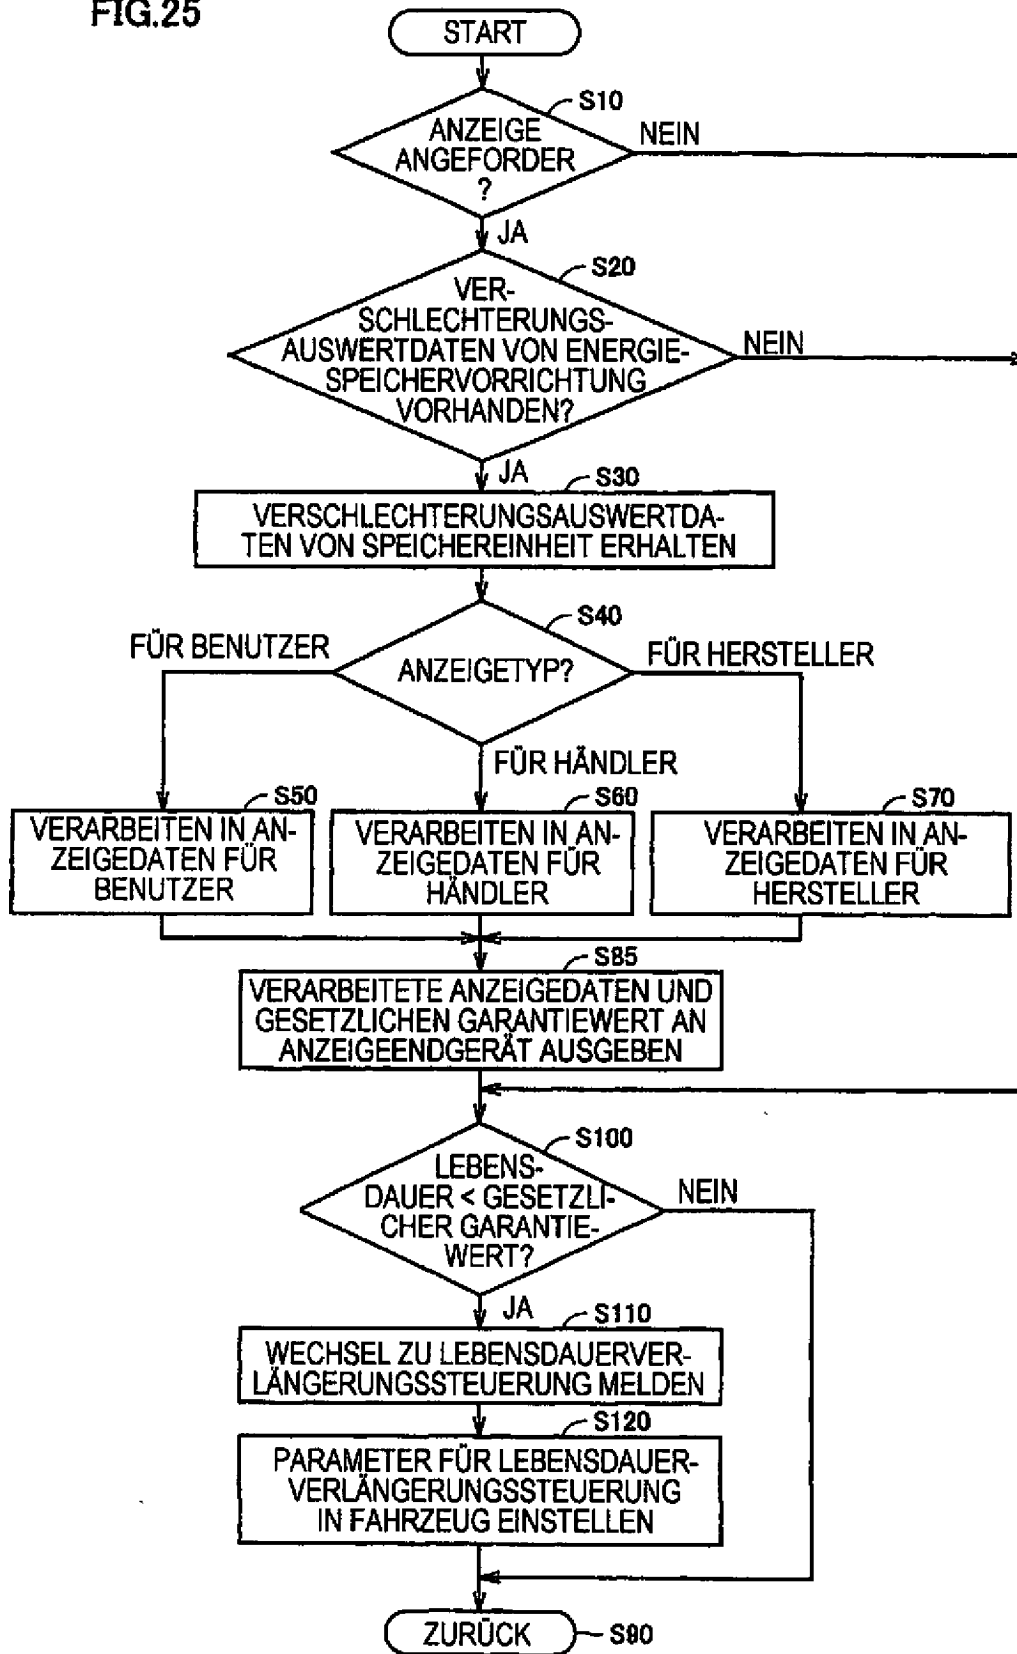 FIG.25
START
S10
ANZEIGE
ANGEFORDER
?
NEIN
JA
S20
VER-
SCHLECHTERUNGS-
AUSWERTDATEN VON ENERGIE-
SPEICHERVORRICHTUNG
VORHANDEN?
NEIN
JA
S30
VERSCHLECHTERUNGSAUSWERTDA-
TEN VON SPEICHEREINHEIT ERHALTEN
S40
FÜR BENUTZER
ANZEIGETYP?
FÜR HERSTELLER
FÜR HÄNDLER
S50
VERARBEITEN IN AN-
ZEIGEDATEN FÜR
BENUTZER
S60
VERARBEITEN IN AN-
ZEIGEDATEN FÜR
HÄNDLER
S70
VERARBEITEN IN AN-
ZEIGEDATEN FÜR
HERSTELLER
S85
VERARBEITETE ANZEIGEDATEN UND
GESETZLICHEN GARANTIEWERT AN
ANZEIGEENDGERÄT AUSGEBEN
S100
LEBENS-
DAUER < GESETZLI-
CHER GARANTIE-
WERT?
NEIN
JA
S110
WECHSEL ZU LEBENSDAUERVER-
LÄNGERUNGSSTEUERUNG MELDEN
S120
PARAMETER FÜR LEBENSDAUER-
VERLÄNGERUNGSSTEUERUNG
IN FAHRZEUG EINSTELLEN
ZURÜCK
S90